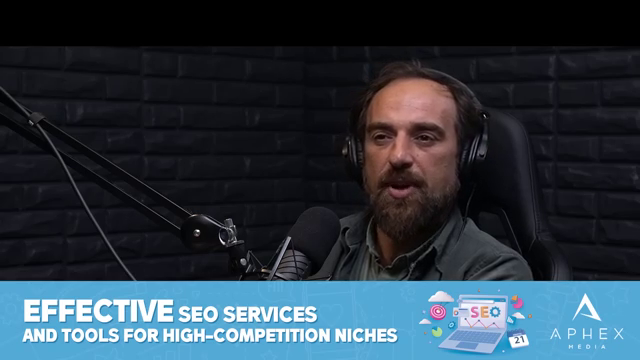 EFFECTIVE SEO SERVICES
AND TOOLS FOR HIGH-COMPETITION NICHES
SEO
21
APHEX
MEDIA